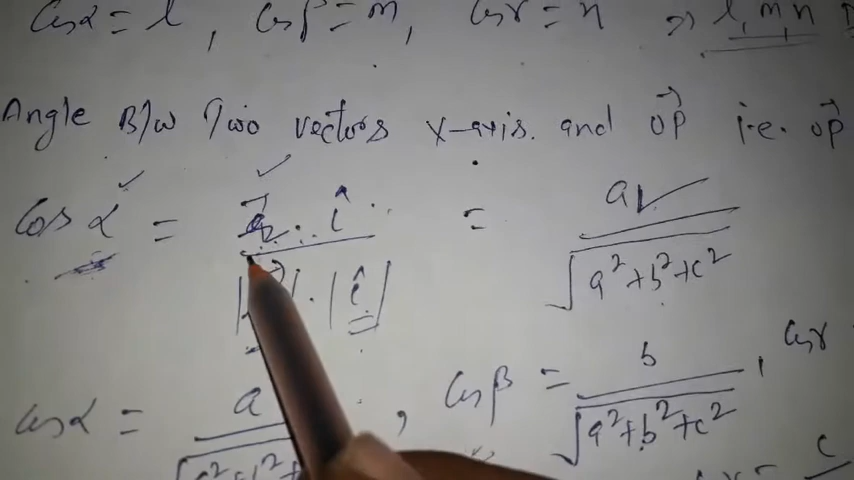 Cosα = l, Cosβ = m, Cosγ = n ⇒ l, m, n
Angle B/w Two vectors x-axis. and OP⃗ i.e. OP⃗
Cos α = · î / | | · |î| = a / √(a²+b²+c²)
Cosβ = b / √(a²+b²+c²), Cosγ
Cosα = a / √
c